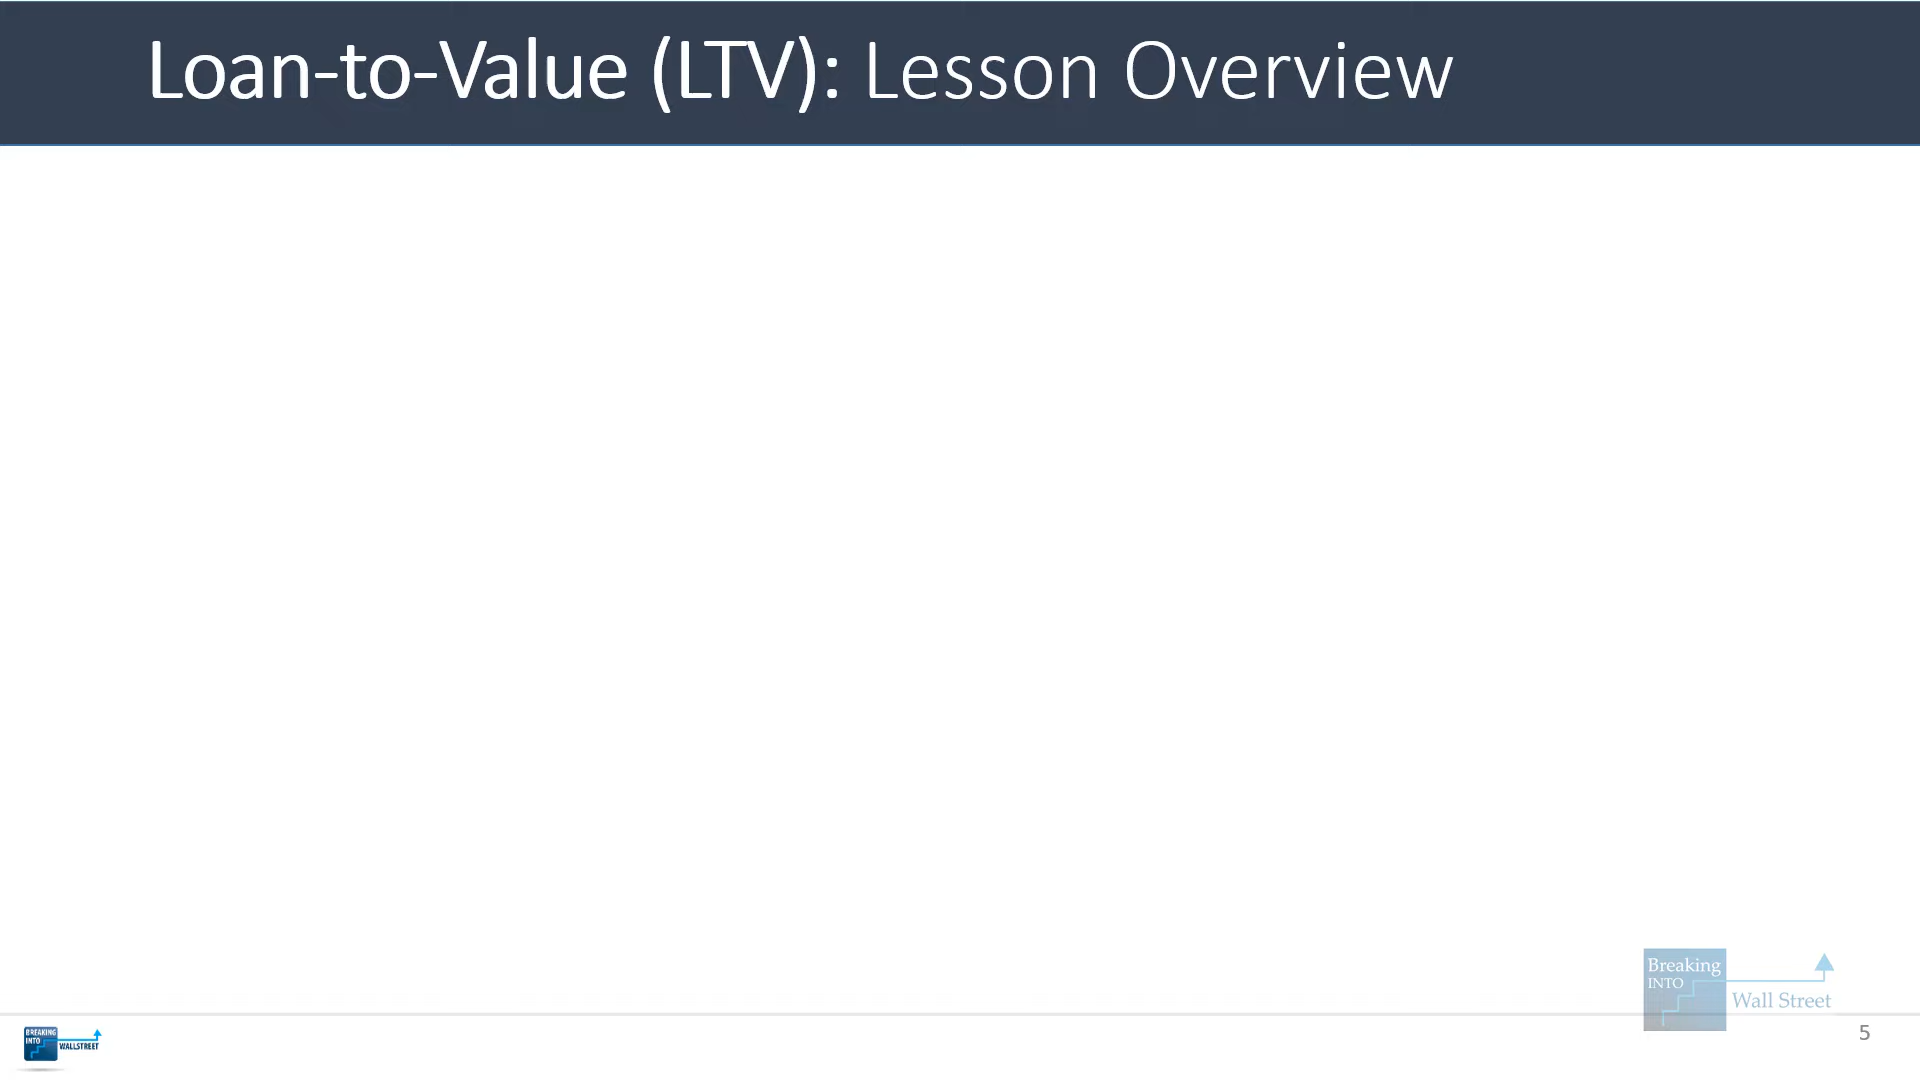 Loan-to-Value (LTV): Lesson Overview
Breaking
INTO
Wall Street
BREAKING
INTO
WALLSTREET
5